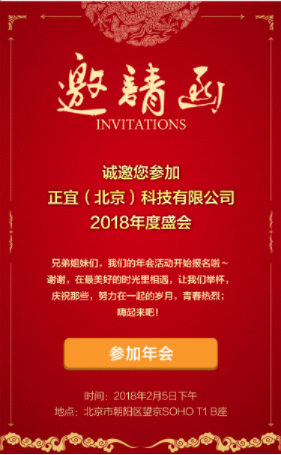 邀請函
INVITATIONS
诚邀您参加
正宜（北京）科技有限公司
2018年度盛会
兄弟姐妹们，我们的年会活动开始报名啦~
谢谢，在最美好的时光里相遇，让我们举杯，
庆祝那些，努力在一起的岁月，青春热烈；
嗨起来吧！
参加年会
时间：2018年2月5日下午
地点：北京市朝阳区望京SOHO T1 B座